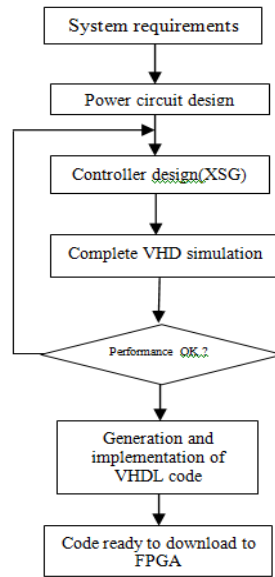 System requirements
Power circuit design
Controller design(XSG)
Complete VHD simulation
Performance OK ?
Generation and
implementation of
VHDL code
Code ready to download to
FPGA